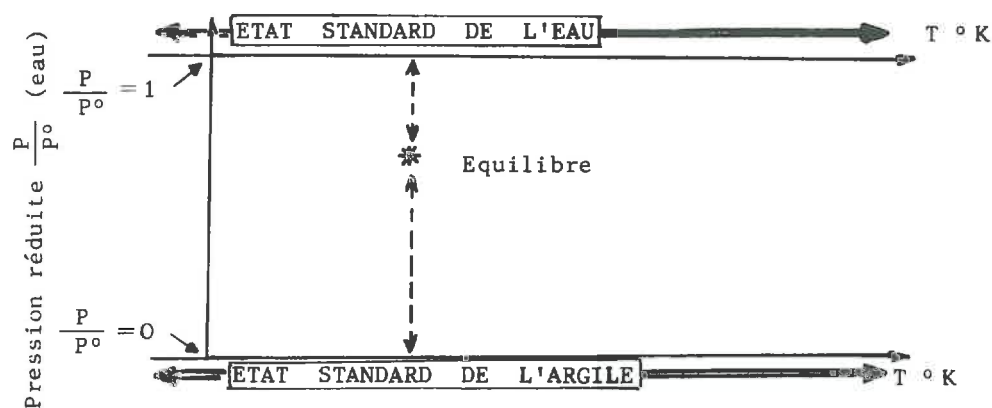 ETAT STANDARD DE L'EAU
T °K
Pression réduite P/P° (eau)
P/P° = 1
Equilibre
P/P° = 0
ETAT STANDARD DE L'ARGILE
T °K